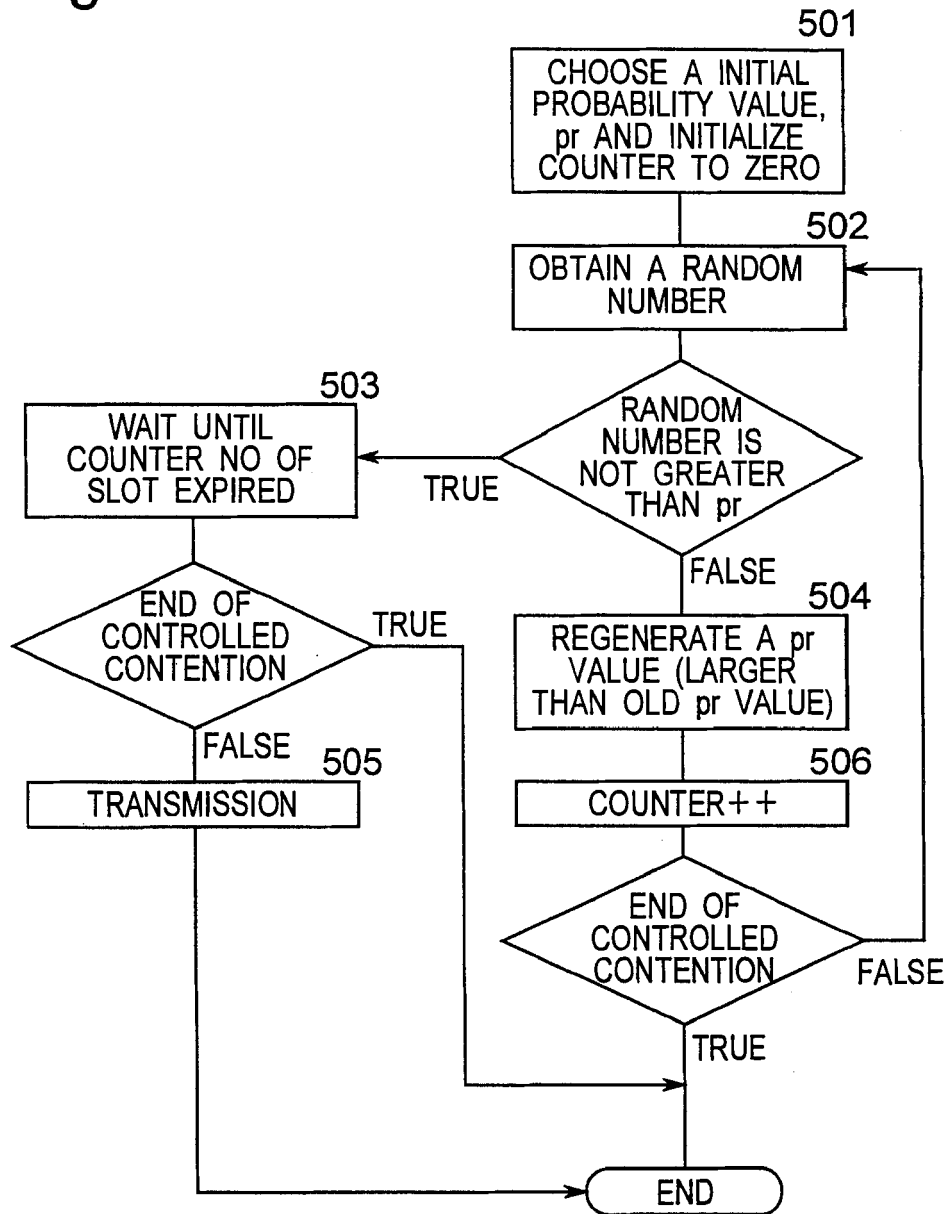 501
CHOOSE A INITIAL
PROBABILITY VALUE,
pr AND INITIALIZE
COUNTER TO ZERO
502
OBTAIN A RANDOM
NUMBER
RANDOM
NUMBER IS
NOT GREATER
THAN pr
TRUE
FALSE
503
WAIT UNTIL
COUNTER NO OF
SLOT EXPIRED
END OF
CONTROLLED
CONTENTION
TRUE
FALSE
505
TRANSMISSION
504
REGENERATE A pr
VALUE (LARGER
THAN OLD pr VALUE)
506
COUNTER++
END OF
CONTROLLED
CONTENTION
FALSE
TRUE
END